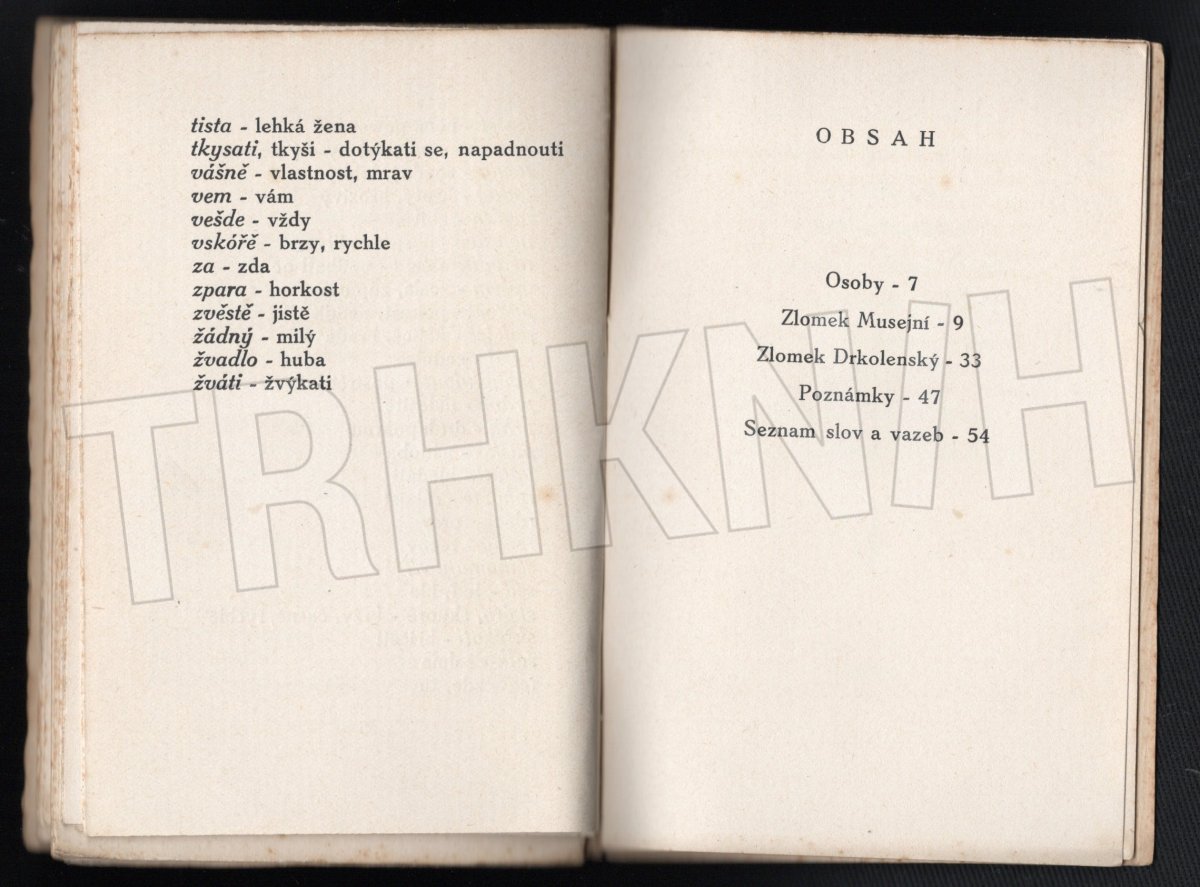 tista - lehká žena
tkysati, tkyši - dotýkati se, napadnouti
vášně - vlastnost, mrav
vem - vám
vešde - vždy
vskóřě - brzy, rychle
za - zda
zpara - horkost
zvěstě - jistě
žádný - milý
žvadlo - huba
žváti - žvýkati
OBSAH
Osoby - 7
Zlomek Musejní - 9
Zlomek Drkolenský - 33
Poznámky - 47
Seznam slov a vazeb - 54
TRHKNIH